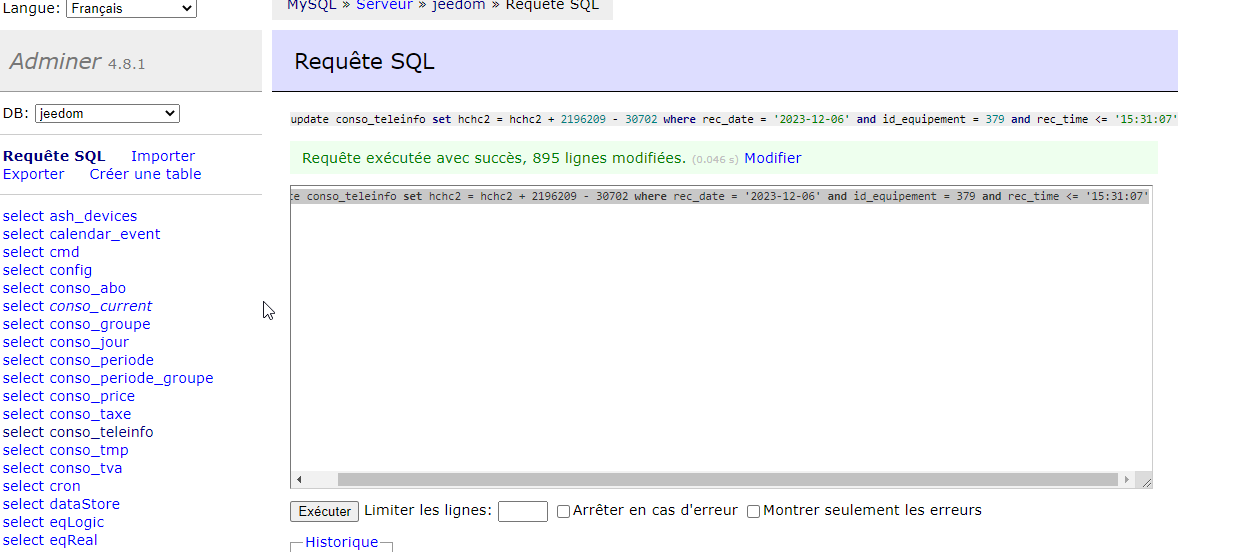 Langue: Français
MySQL » Serveur » jeedom » Requête SQL
Adminer 4.8.1
Requête SQL
DB: jeedom
update conso_teleinfo set hchc2 = hchc2 + 2196209 - 30702 where rec_date = '2023-12-06' and id_equipement = 379 and rec_time <= '15:31:07'
Requête SQL Importer
Exporter Créer une table
Requête exécutée avec succès, 895 lignes modifiées. (0.046 s) Modifier
e conso_teleinfo set hchc2 = hchc2 + 2196209 - 30702 where rec_date = '2023-12-06' and id_equipement = 379 and rec_time <= '15:31:07'
select ash_devices
select calendar_event
select cmd
select config
select conso_abo
select conso_current
select conso_groupe
select conso_jour
select conso_periode
select conso_periode_groupe
select conso_price
select conso_taxe
select conso_teleinfo
select conso_tmp
select conso_tva
select cron
select dataStore
select eqLogic
select eqReal
Exécuter Limiter les lignes: Arrêter en cas d'erreur Montrer seulement les erreurs
Historique